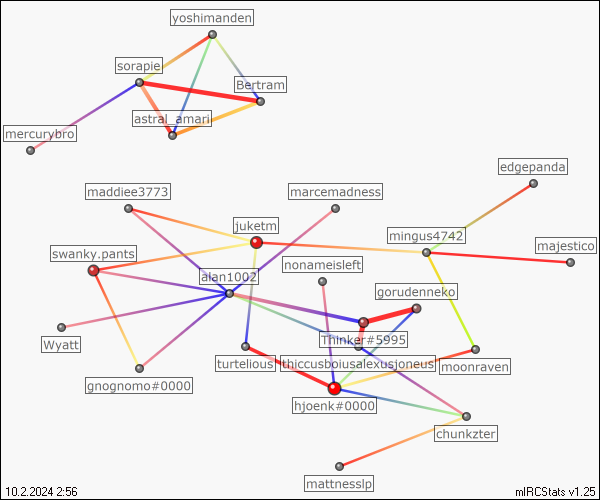 yoshimanden
sorapie
Bertram
astral_amari
mercurybro
edgepanda
maddiee3773
marcemadness
juketm
mingus4742
majestico
swanky.pants
nonameisleft
alan1002
gorudenneko
Thinker#5995
Wyatt
turtelious
thiccusboiusalexusjoneus
moonraven
gnognomo#0000
hjoenk#0000
chunkzter
mattnesslp
10.2.2024 2:56
mIRCStats v1.25